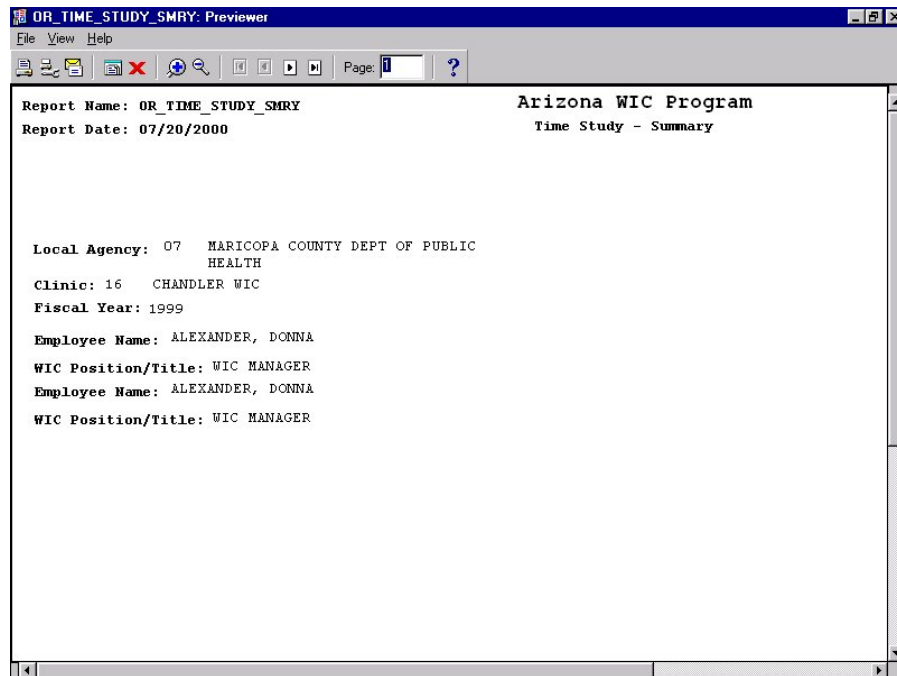 OR_TIME_STUDY_SMRY: Previewer
File View Help
Page: 1
Report Name: OR_TIME_STUDY_SMRY
Arizona WIC Program
Report Date: 07/20/2000
Time Study - Summary
Local Agency: 07 MARICOPA COUNTY DEPT OF PUBLIC
HEALTH
Clinic: 16 CHANDLER WIC
Fiscal Year: 1999
Employee Name: ALEXANDER, DONNA
WIC Position/Title: WIC MANAGER
Employee Name: ALEXANDER, DONNA
WIC Position/Title: WIC MANAGER